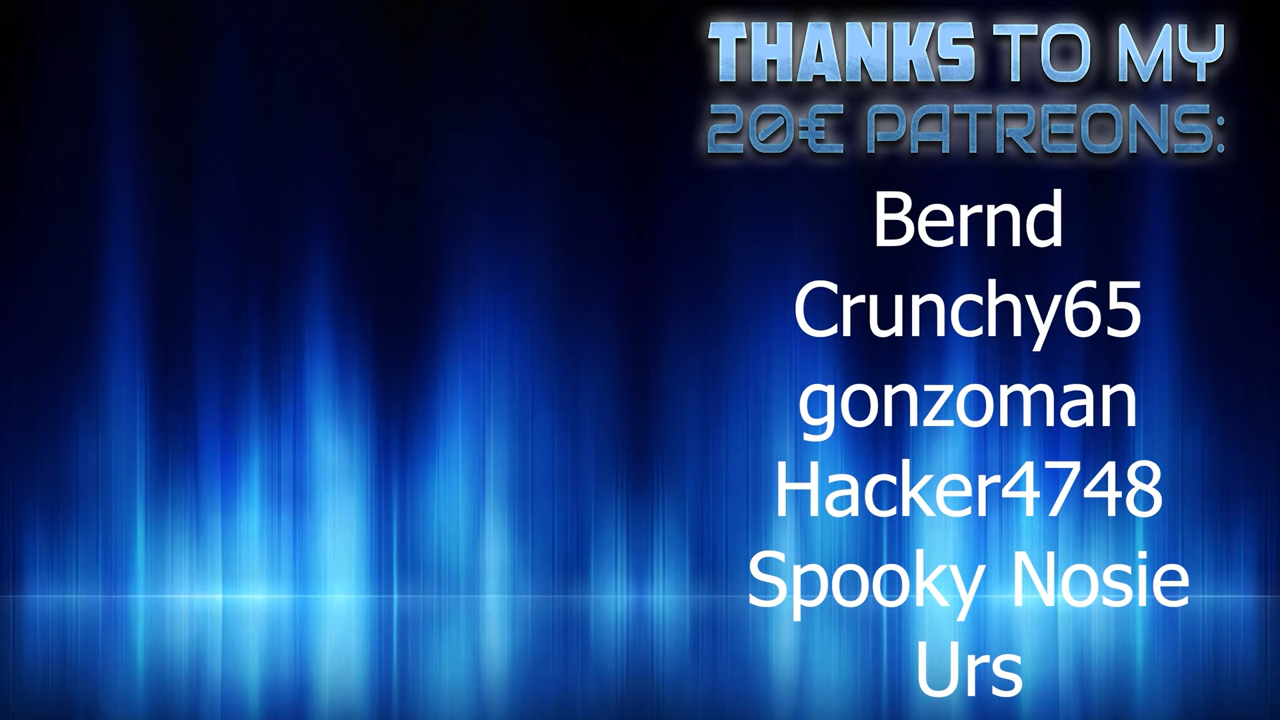 THANKS TO MY
20€ PATREONS:
Bernd
Crunchy65
gonzoman
Hacker4748
Spooky Nosie
Urs